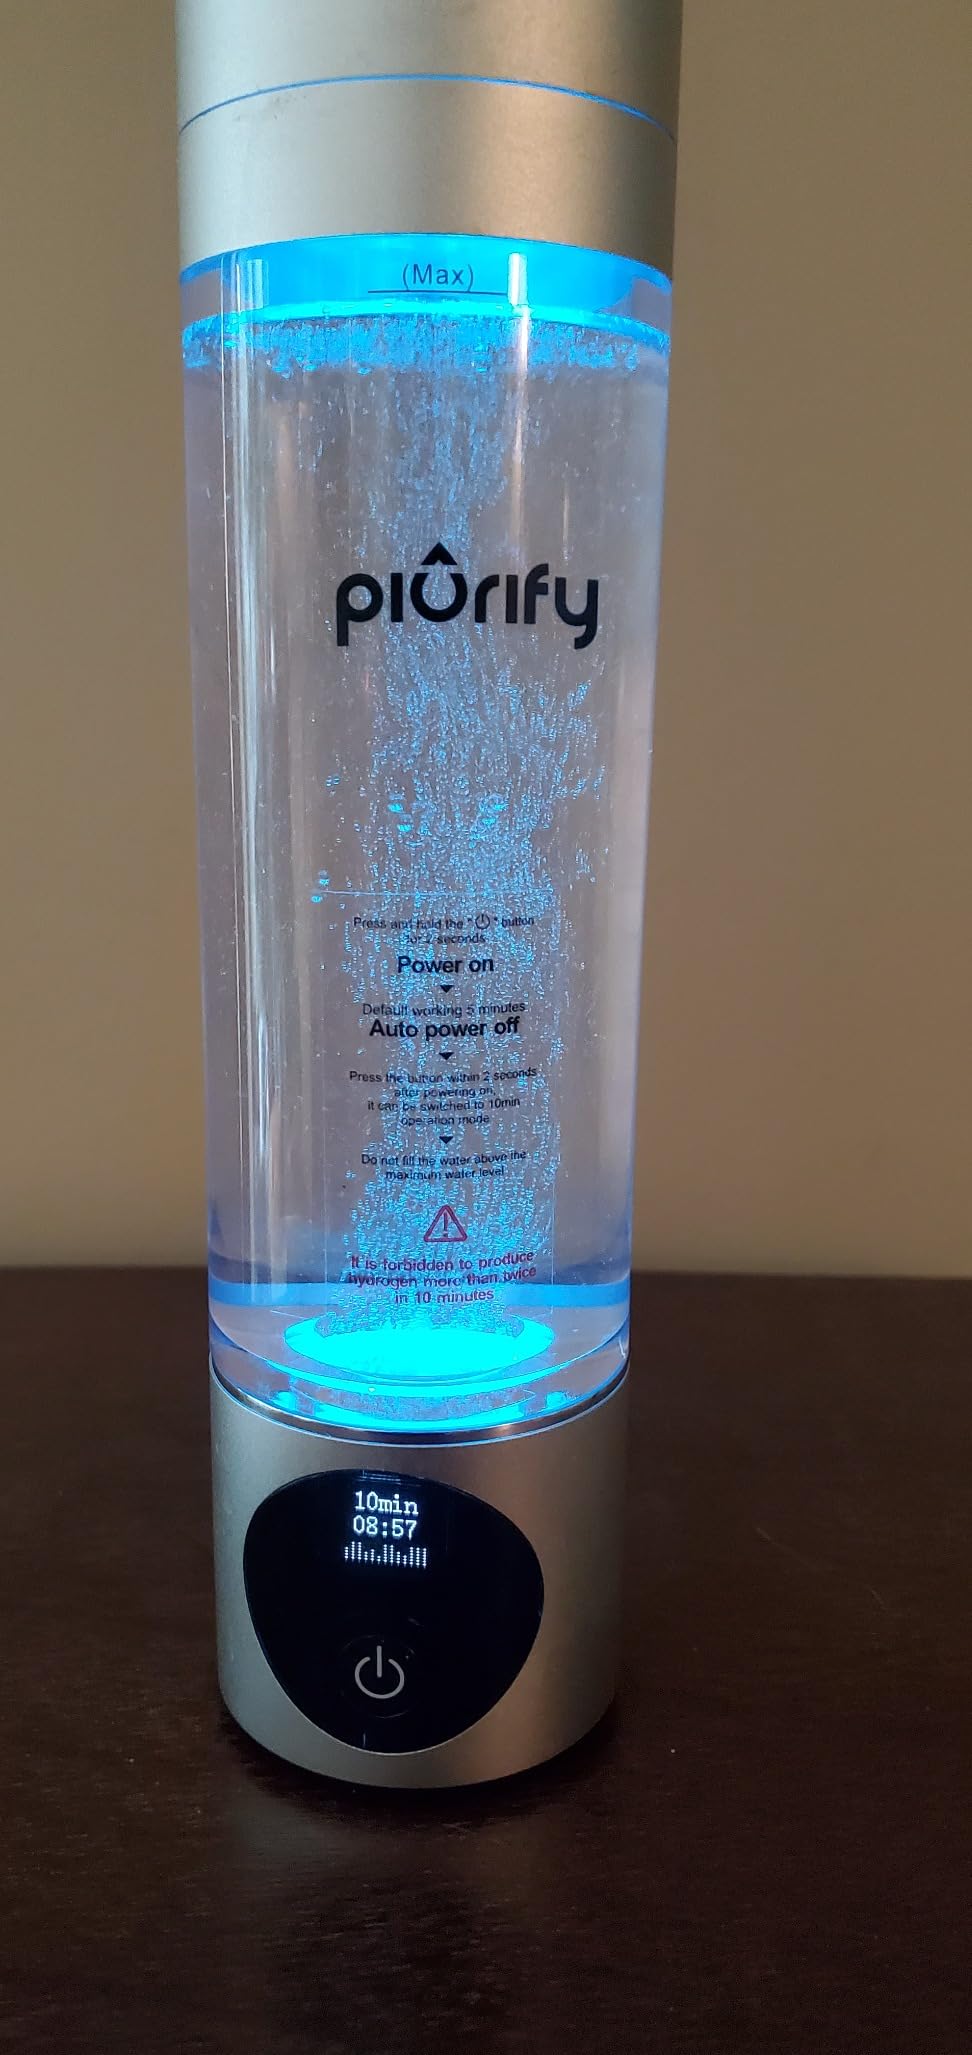 (Max)
piûrify
Press and hold the "⏻" button
for 2 seconds
Power on
Default working 5 minutes
Auto power off
Press the button within 2 seconds
after powering on,
it can be switched to 10min
operation mode
Do not fill the water above the
maximum water level
It is forbidden to produce
hydrogen more than twice
in 10 minutes
10min
08:57